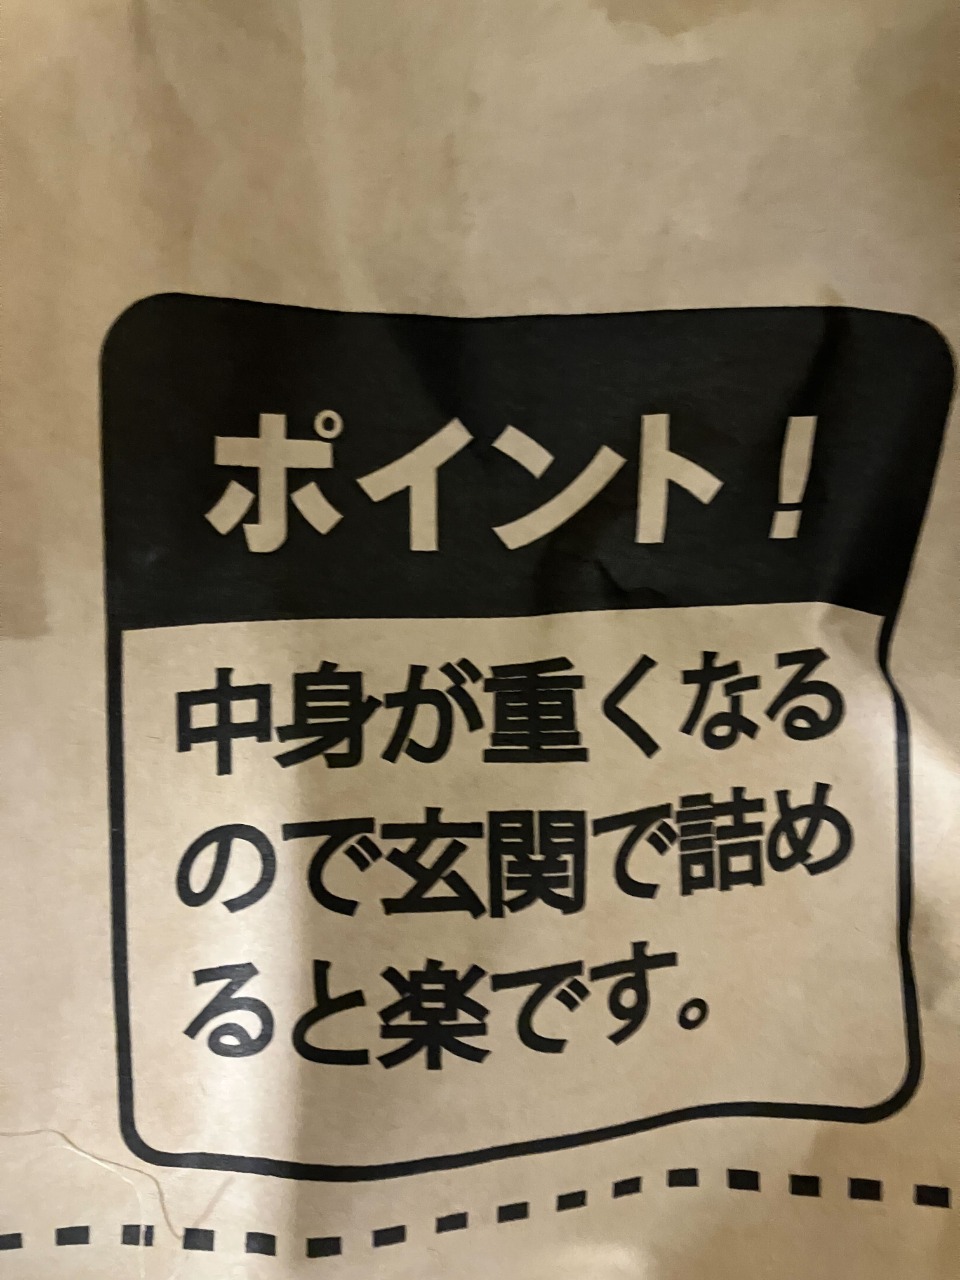 ポイント！
中身が重くなる
ので玄関で詰め
ると楽です。